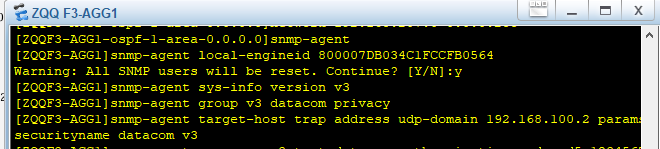 ZQQ F3-AGG1
[ZQQF3-AGG1-ospf-1-area-0.0.0.0]snmp-agent
[ZQQF3-AGG1]snmp-agent local-engineid 800007DB034C1FCCFB0564
Warning: All SNMP users will be reset. Continue? [Y/N]:y
[ZQQF3-AGG1]snmp-agent sys-info version v3
[ZQQF3-AGG1]snmp-agent group v3 datacom privacy
[ZQQF3-AGG1]snmp-agent target-host trap address udp-domain 192.168.100.2 params
securityname datacom v3